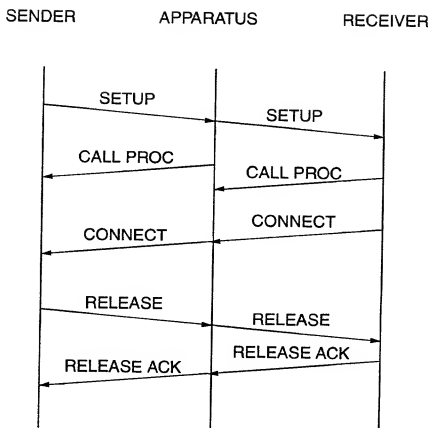 SENDER APPARATUS RECEIVER
SETUP
SETUP
CALL PROC
CALL PROC
CONNECT
CONNECT
RELEASE
RELEASE
RELEASE ACK
RELEASE ACK